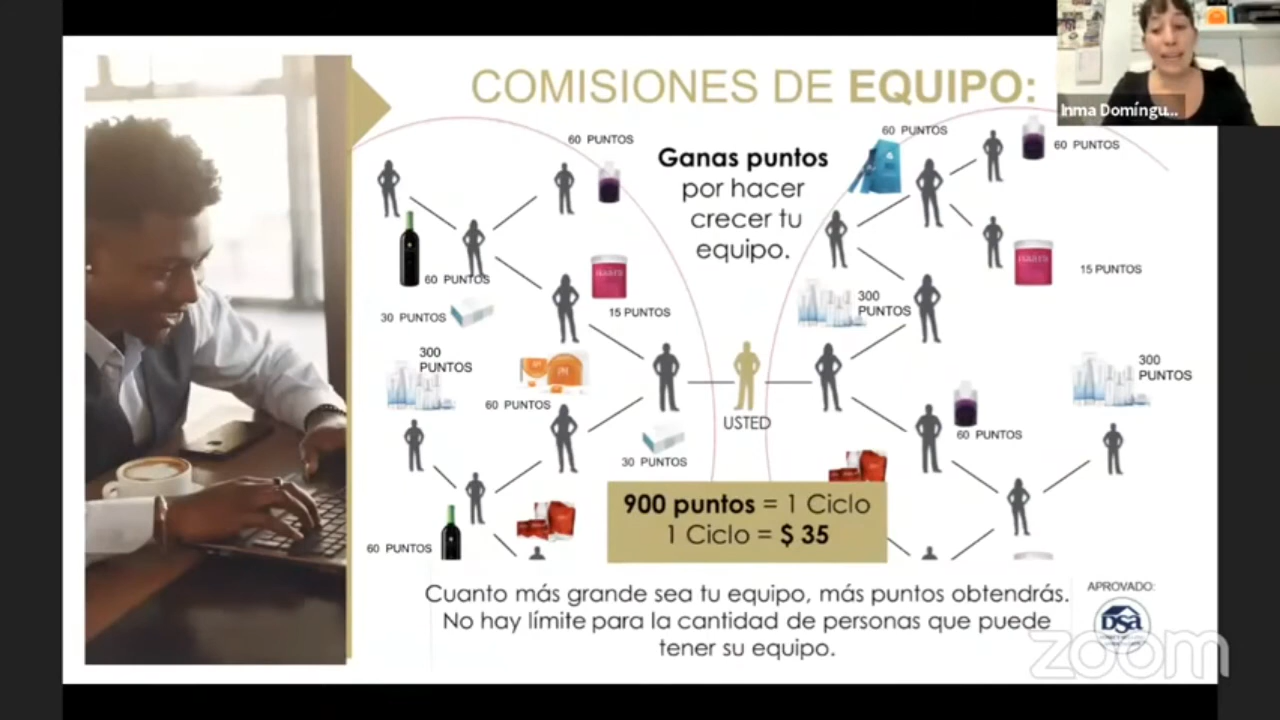 COMISIONES DE EQUIPO:
Inma Domíngu...
60 PUNTOS
Ganas puntos
por hacer
crecer tu
equipo.
60 PUNTOS
60 PUNTOS
60 PUNTOS
15 PUNTOS
15 PUNTOS
30 PUNTOS
300
PUNTOS
300
PUNTOS
300
PUNTOS
60 PUNTOS
USTED
60 PUNTOS
30 PUNTOS
900 puntos = 1 Ciclo
1 Ciclo = $ 35
60 PUNTOS
Cuanto más grande sea tu equipo, más puntos obtendrás.
No hay límite para la cantidad de personas que puede
tener su equipo.
APROVADO:
DSA
zoom